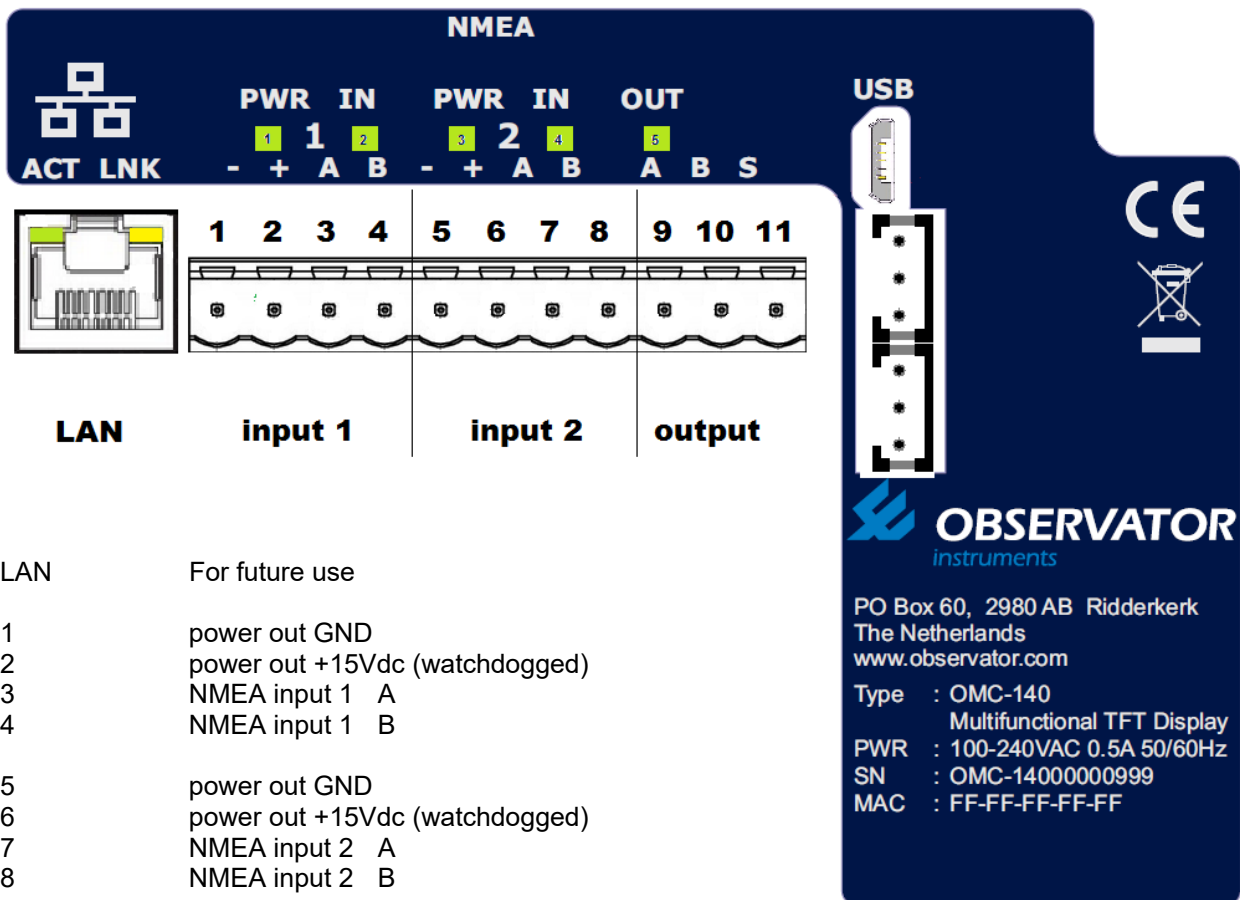 NMEA
PWR IN PWR IN OUT
1 1 2 3 2 4 5
ACT LNK - + A B - + A B A B S
USB
CE
1 2 3 4 5 6 7 8 9 10 11
LAN input 1 input 2 output
LAN For future use
1 power out GND
2 power out +15Vdc (watchdogged)
3 NMEA input 1 A
4 NMEA input 1 B
5 power out GND
6 power out +15Vdc (watchdogged)
7 NMEA input 2 A
8 NMEA input 2 B
OBSERVATOR
instruments
PO Box 60, 2980 AB Ridderkerk
The Netherlands
www.observator.com
Type : OMC-140
Multifunctional TFT Display
PWR : 100-240VAC 0.5A 50/60Hz
SN : OMC-14000000999
MAC : FF-FF-FF-FF-FF